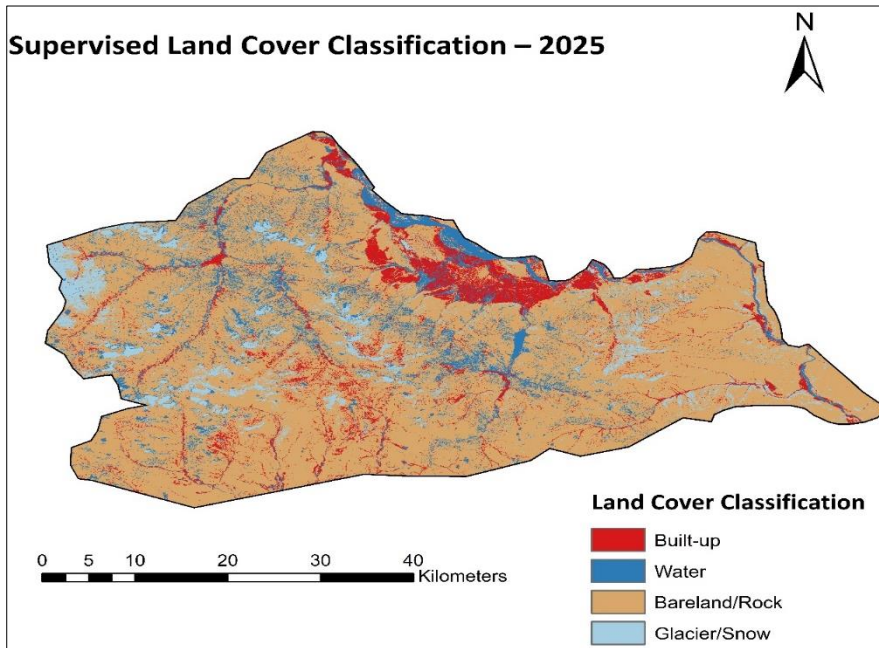 Supervised Land Cover Classification – 2025
N
Land Cover Classification
Built-up
Water
Bareland/Rock
Glacier/Snow
0 5 10 20 30 40
Kilometers